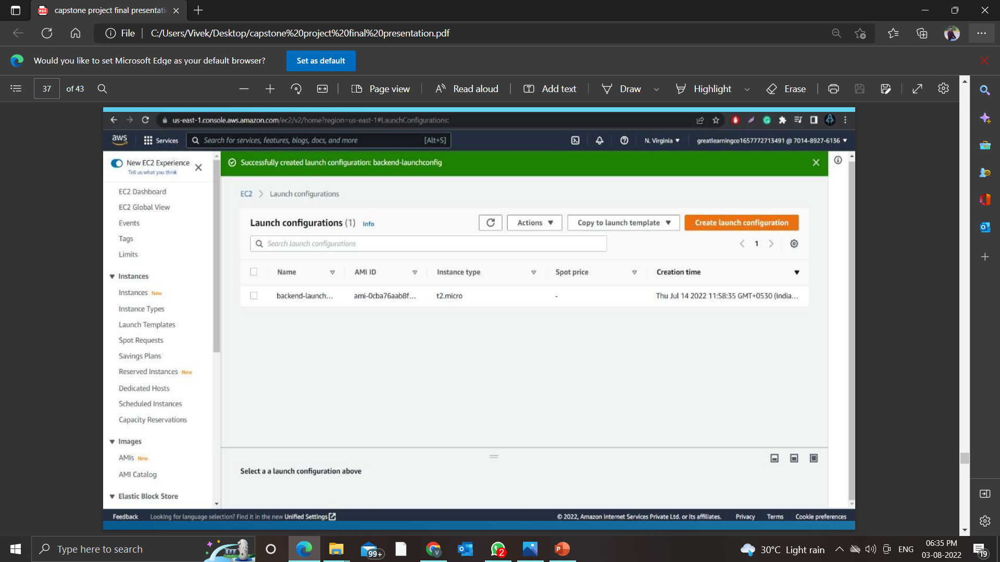 capstone project final presentati
File
C:/Users/Vivek/Desktop/capstone%20project%20final%20presentation.pdf
Would you like to set Microsoft Edge as your default browser?
Set as default
37 of 43
Page view
Read aloud
Add text
Draw
Highlight
Erase
us-east-1.console.aws.amazon.com/ec2/v2/home?region=us-east-1#LaunchConfigurations:
aws
Services
Search for services, features, blogs, docs, and more
[Alt+S]
N. Virginia
greatlearningco1657772713491 @ 7014-8927-6136
New EC2 Experience
Tell us what you think
EC2 Dashboard
EC2 Global View
Events
Tags
Limits
Instances
Instances New
Instance Types
Launch Templates
Spot Requests
Savings Plans
Reserved Instances New
Dedicated Hosts
Scheduled Instances
Capacity Reservations
Images
AMIs New
AMI Catalog
Elastic Block Store
Successfully created launch configuration: backend-launchconfig
EC2 > Launch configurations
Launch configurations (1) Info
Actions
Copy to launch template
Create launch configuration
Search launch configurations
1
Name
AMI ID
Instance type
Spot price
Creation time
backend-launch...
ami-0cba76aab8f...
t2.micro
-
Thu Jul 14 2022 11:58:35 GMT+0530 (India...
Select a a launch configuration above
Feedback
Looking for language selection? Find it in the new Unified Settings
© 2022, Amazon Internet Services Private Ltd. or its affiliates.
Privacy
Terms
Cookie preferences
Type here to search
99+
2
30°C Light rain
ENG
06:35 PM
03-08-2022
19